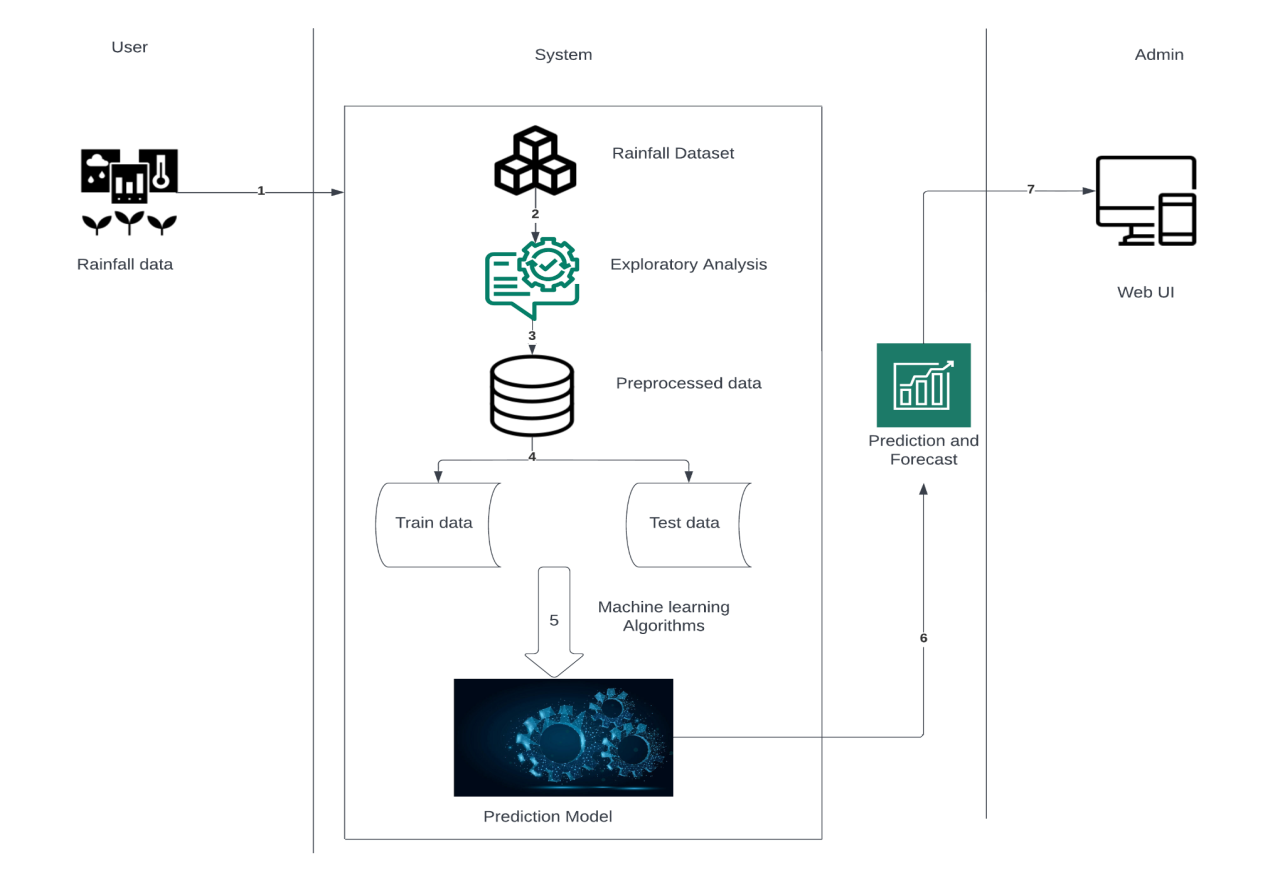 User
System
Admin
Rainfall Dataset
1
7
2
Rainfall data
Exploratory Analysis
Web UI
3
Preprocessed data
Prediction and
Forecast
4
Train data
Test data
Machine learning
Algorithms
5
6
Prediction Model